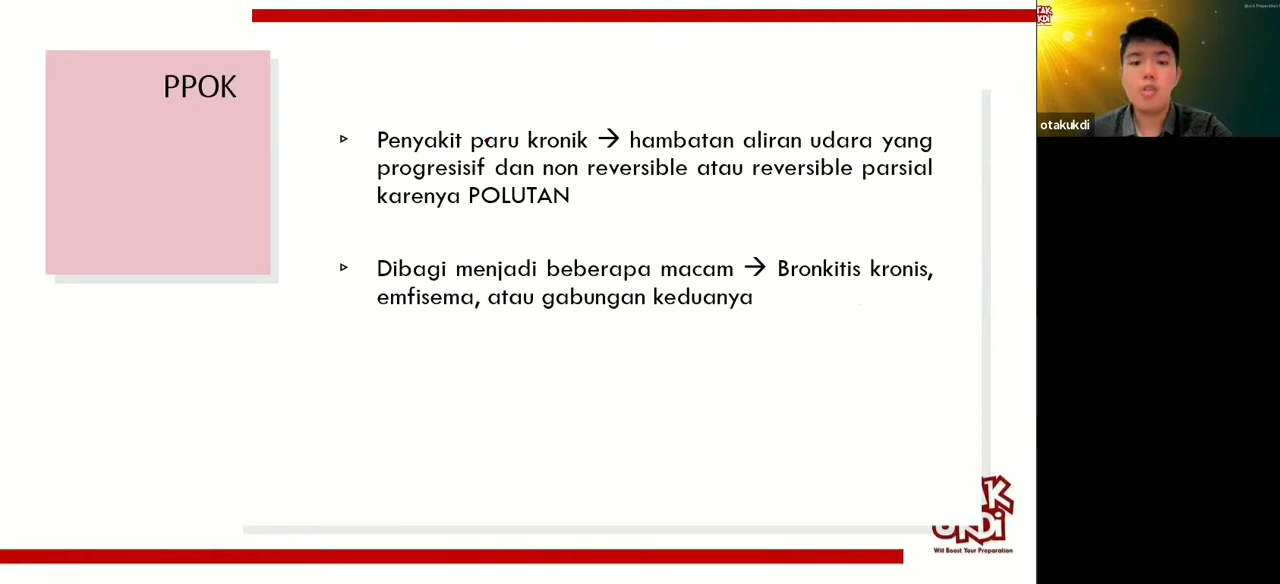 PPOK
Penyakit paru kronik → hambatan aliran udara yang
progresisif dan non reversible atau reversible parsial
karenya POLUTAN
Dibagi menjadi beberapa macam → Bronkitis kronis,
emfisema, atau gabungan keduanya
otakukdi
UKDi
Will Boost Your Preparation